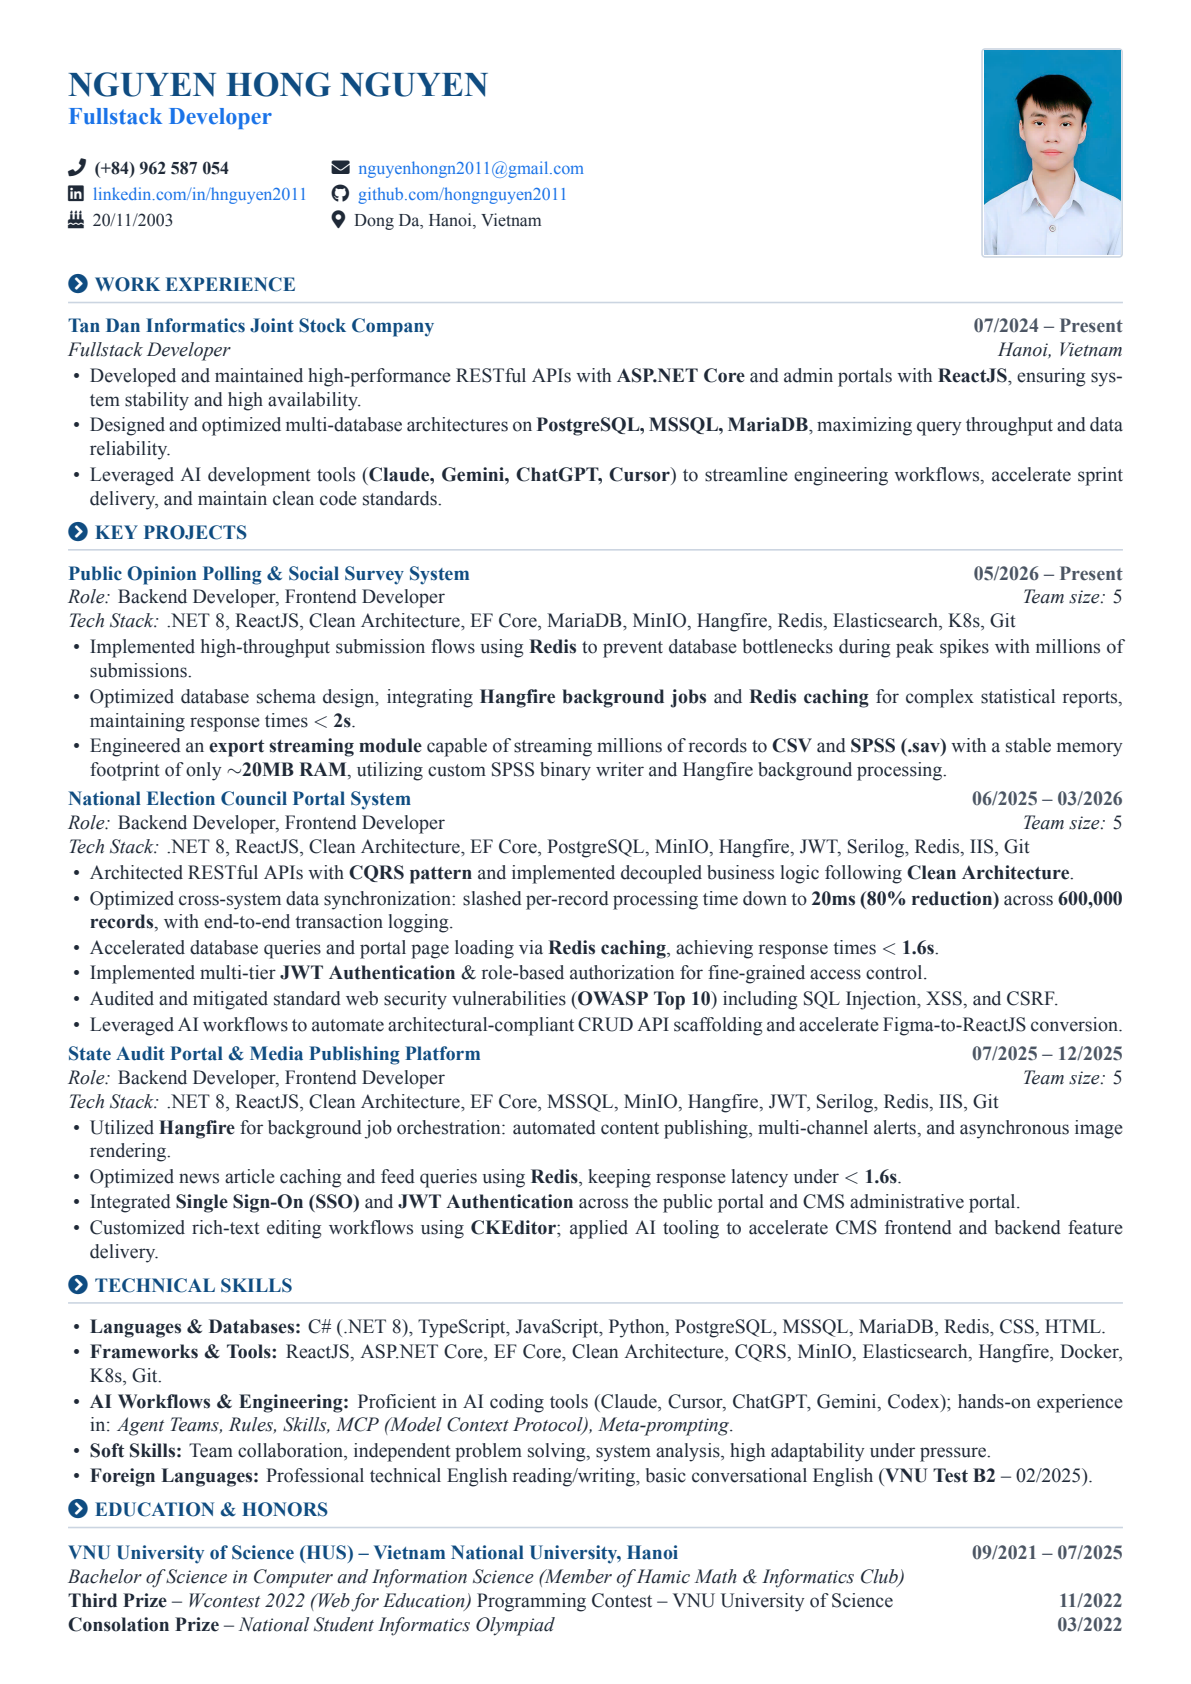 NGUYEN HONG NGUYEN
Fullstack Developer
(+84) 962 587 054
nguyenhongn2011@gmail.com
linkedin.com/in/hnguyen2011
github.com/hongnguyen2011
20/11/2003
Dong Da, Hanoi, Vietnam
WORK EXPERIENCE
Tan Dan Informatics Joint Stock Company 07/2024 – Present
Fullstack Developer Hanoi, Vietnam
• Developed and maintained high-performance RESTful APIs with ASP.NET Core and admin portals with ReactJS, ensuring sys-
tem stability and high availability.
• Designed and optimized multi-database architectures on PostgreSQL, MSSQL, MariaDB, maximizing query throughput and data
reliability.
• Leveraged AI development tools (Claude, Gemini, ChatGPT, Cursor) to streamline engineering workflows, accelerate sprint
delivery, and maintain clean code standards.
KEY PROJECTS
Public Opinion Polling & Social Survey System 05/2026 – Present
Role: Backend Developer, Frontend Developer Team size: 5
Tech Stack: .NET 8, ReactJS, Clean Architecture, EF Core, MariaDB, MinIO, Hangfire, Redis, Elasticsearch, K8s, Git
• Implemented high-throughput submission flows using Redis to prevent database bottlenecks during peak spikes with millions of
submissions.
• Optimized database schema design, integrating Hangfire background jobs and Redis caching for complex statistical reports,
maintaining response times < 2s.
• Engineered an export streaming module capable of streaming millions of records to CSV and SPSS (.sav) with a stable memory
footprint of only ~20MB RAM, utilizing custom SPSS binary writer and Hangfire background processing.
National Election Council Portal System 06/2025 – 03/2026
Role: Backend Developer, Frontend Developer Team size: 5
Tech Stack: .NET 8, ReactJS, Clean Architecture, EF Core, PostgreSQL, MinIO, Hangfire, JWT, Serilog, Redis, IIS, Git
• Architected RESTful APIs with CQRS pattern and implemented decoupled business logic following Clean Architecture.
• Optimized cross-system data synchronization: slashed per-record processing time down to 20ms (80% reduction) across 600,000
records, with end-to-end transaction logging.
• Accelerated database queries and portal page loading via Redis caching, achieving response times < 1.6s.
• Implemented multi-tier JWT Authentication & role-based authorization for fine-grained access control.
• Audited and mitigated standard web security vulnerabilities (OWASP Top 10) including SQL Injection, XSS, and CSRF.
• Leveraged AI workflows to automate architectural-compliant CRUD API scaffolding and accelerate Figma-to-ReactJS conversion.
State Audit Portal & Media Publishing Platform 07/2025 – 12/2025
Role: Backend Developer, Frontend Developer Team size: 5
Tech Stack: .NET 8, ReactJS, Clean Architecture, EF Core, MSSQL, MinIO, Hangfire, JWT, Serilog, Redis, IIS, Git
• Utilized Hangfire for background job orchestration: automated content publishing, multi-channel alerts, and asynchronous image
rendering.
• Optimized news article caching and feed queries using Redis, keeping response latency under < 1.6s.
• Integrated Single Sign-On (SSO) and JWT Authentication across the public portal and CMS administrative portal.
• Customized rich-text editing workflows using CKEditor; applied AI tooling to accelerate CMS frontend and backend feature
delivery.
TECHNICAL SKILLS
• Languages & Databases: C# (.NET 8), TypeScript, JavaScript, Python, PostgreSQL, MSSQL, MariaDB, Redis, CSS, HTML.
• Frameworks & Tools: ReactJS, ASP.NET Core, EF Core, Clean Architecture, CQRS, MinIO, Elasticsearch, Hangfire, Docker,
K8s, Git.
• AI Workflows & Engineering: Proficient in AI coding tools (Claude, Cursor, ChatGPT, Gemini, Codex); hands-on experience
in: Agent Teams, Rules, Skills, MCP (Model Context Protocol), Meta-prompting.
• Soft Skills: Team collaboration, independent problem solving, system analysis, high adaptability under pressure.
• Foreign Languages: Professional technical English reading/writing, basic conversational English (VNU Test B2 – 02/2025).
EDUCATION & HONORS
VNU University of Science (HUS) – Vietnam National University, Hanoi 09/2021 – 07/2025
Bachelor of Science in Computer and Information Science (Member of Hamic Math & Informatics Club)
Third Prize – Wcontest 2022 (Web for Education) Programming Contest – VNU University of Science 11/2022
Consolation Prize – National Student Informatics Olympiad 03/2022